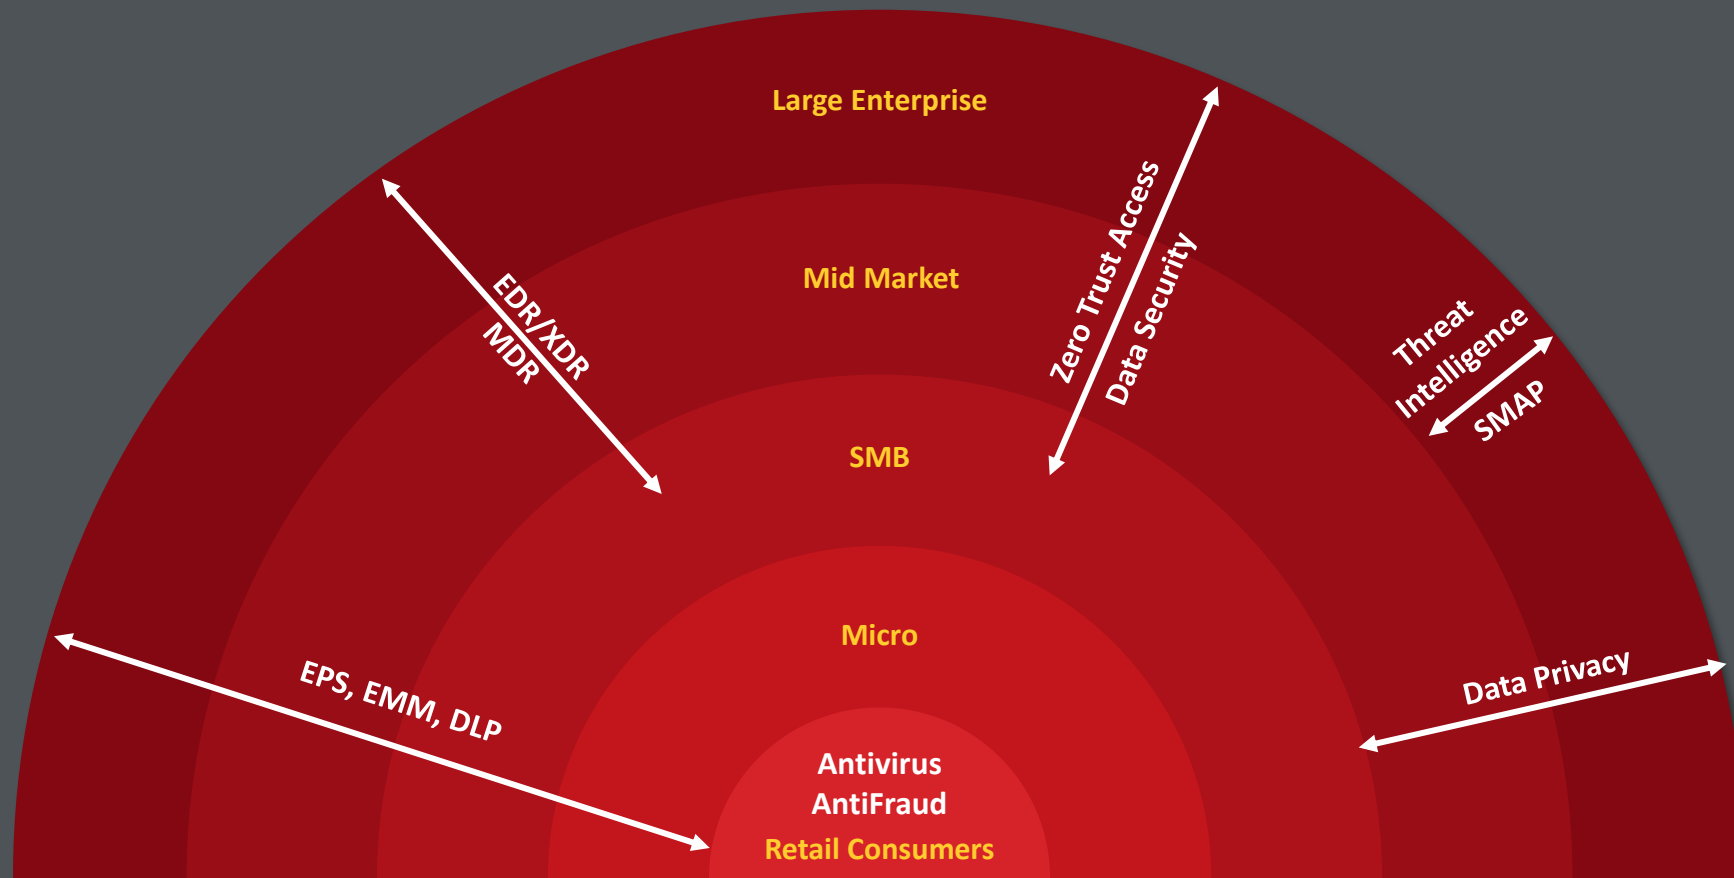 Large Enterprise
Mid Market
SMB
Micro
Antivirus
AntiFraud
Retail Consumers
EPS, EMM, DLP
EDR/XDR
MDR
Zero Trust Access
Data Security
Threat
Intelligence
SMAP
Data Privacy